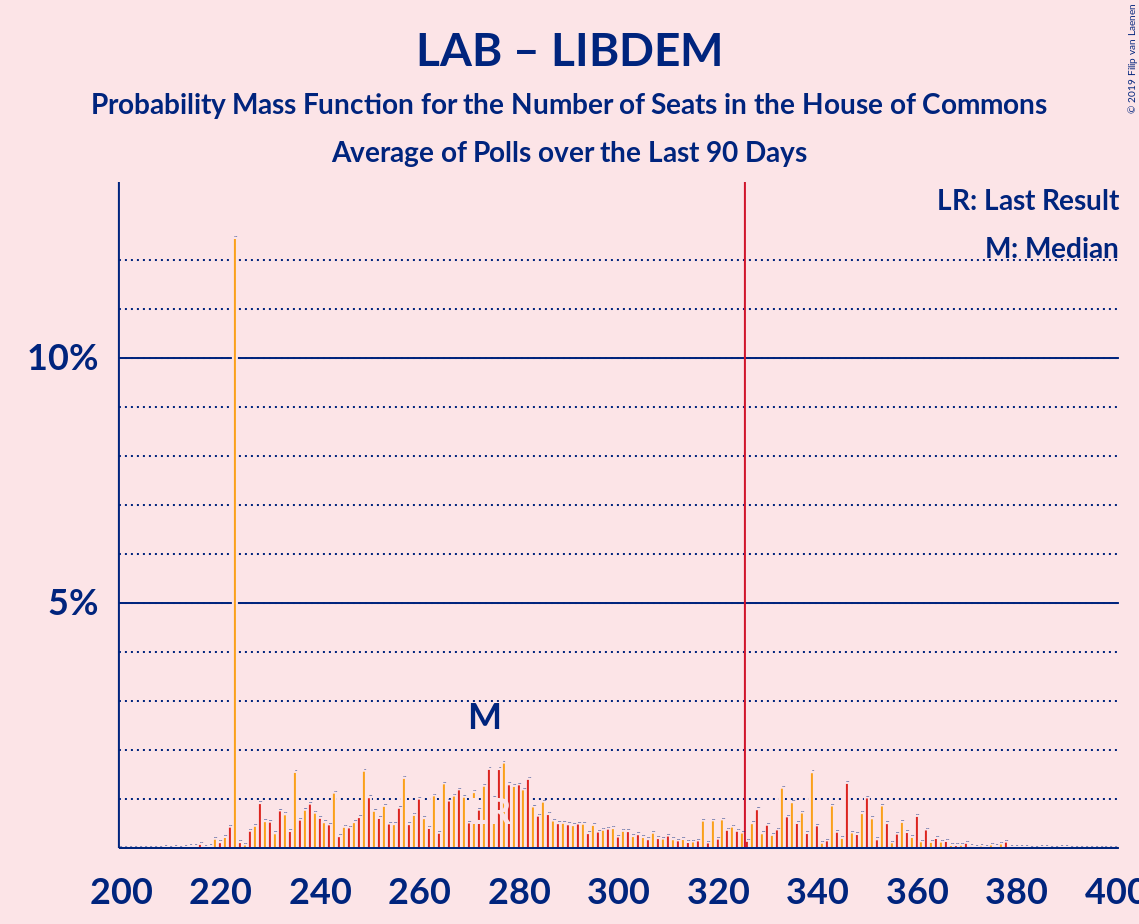 LAB – LIBDEM
Probability Mass Function for the Number of Seats in the House of Commons
Average of Polls over the Last 90 Days
© 2019 Filip van Laenen
LR: Last Result
M: Median
10%
5%
M
LR
200 220 240 260 280 300 320 340 360 380 400